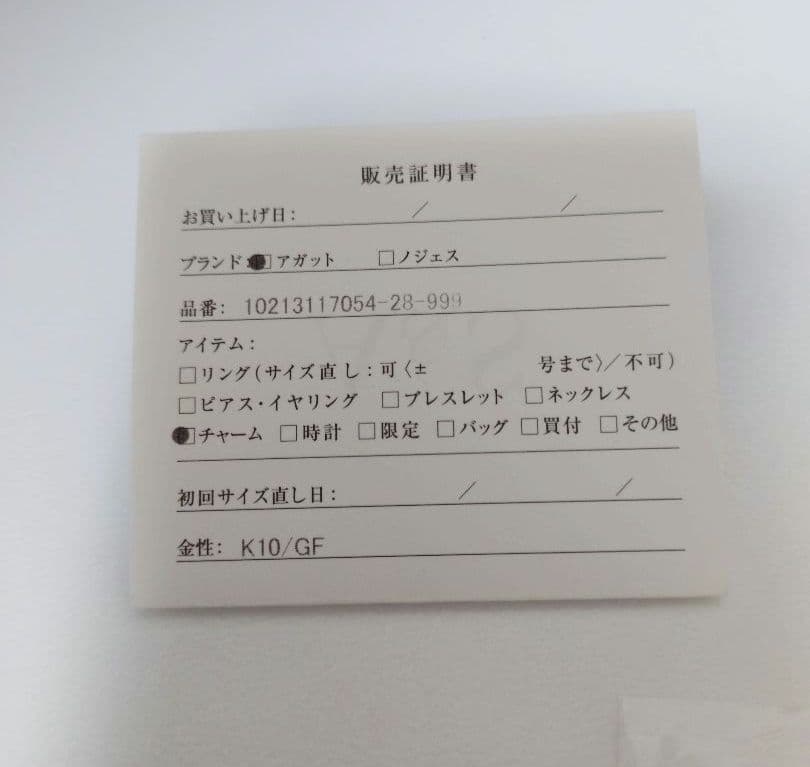 販売証明書
お買い上げ日: / /
ブランド: ●アガット □ノジェス
品番: 10213117054-28-999
アイテム:
□リング(サイズ直し:可〈± 号まで〉/不可)
□ピアス・イヤリング □ブレスレット □ネックレス
●チャーム □時計 □限定 □バッグ □買付 □その他
初回サイズ直し日: / /
金性: K10/GF